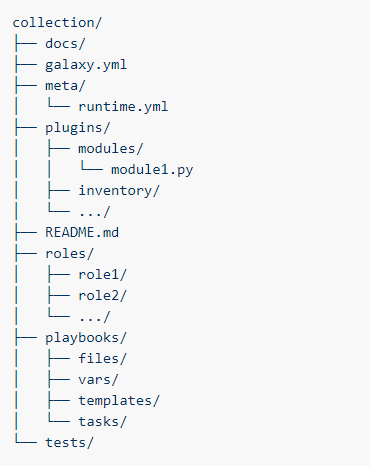 collection/
├── docs/
├── galaxy.yml
├── meta/
│   └── runtime.yml
├── plugins/
│   ├── modules/
│   │   └── module1.py
│   ├── inventory/
│   └── .../
├── README.md
├── roles/
│   ├── role1/
│   ├── role2/
│   └── .../
├── playbooks/
│   ├── files/
│   ├── vars/
│   ├── templates/
│   └── tasks/
└── tests/